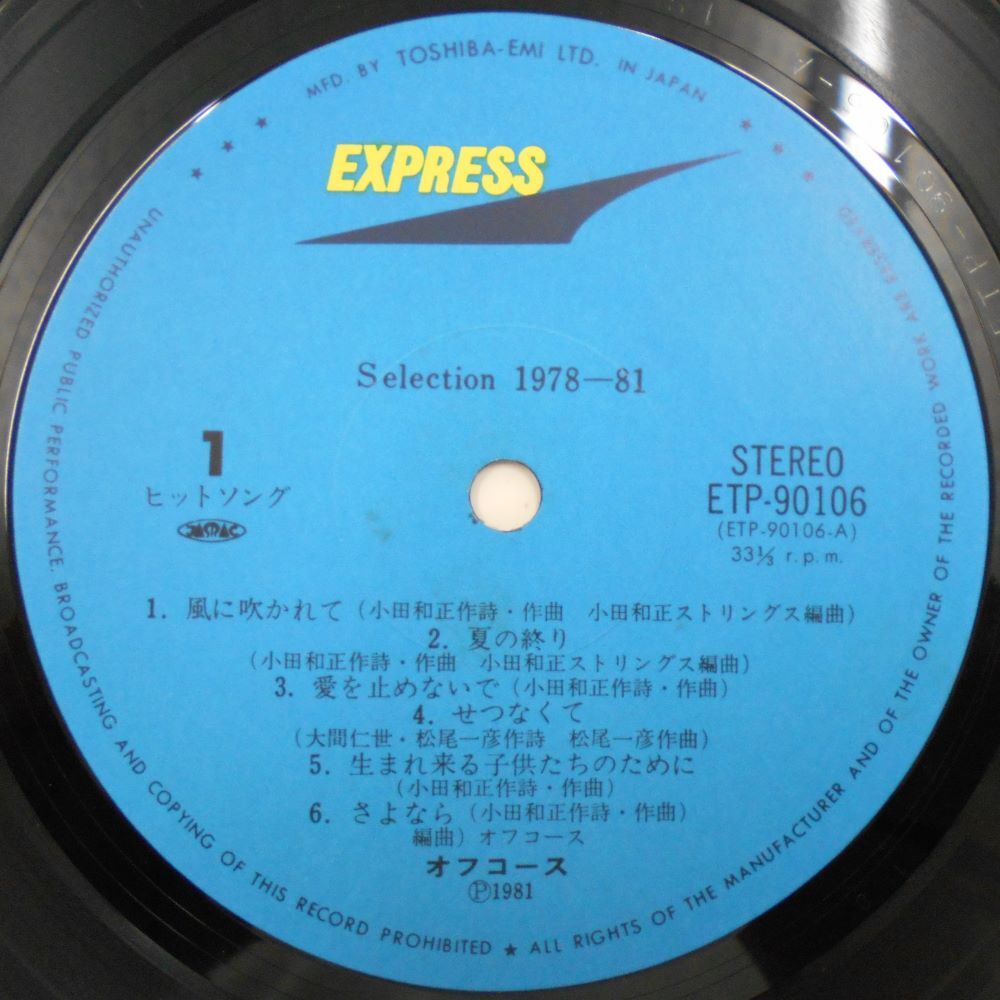 MFD. BY TOSHIBA-EMI LTD. IN JAPAN
EXPRESS
Selection 1978—81
1
ヒットソング
JASRAC
STEREO
ETP-90106
(ETP-90106-A)
33⅓ r.p.m.
1. 風に吹かれて (小田和正作詩・作曲 小田和正ストリングス編曲)
2. 夏の終り
(小田和正作詩・作曲 小田和正ストリングス編曲)
3. 愛を止めないで (小田和正作詩・作曲)
4. せつなくて
(大間仁世・松尾一彦作詩 松尾一彦作曲)
5. 生まれ来る子供たちのために
(小田和正作詩・作曲)
6. さよなら (小田和正作詩・作曲)
編曲) オフコース
オフコース
Ⓟ1981
UNAUTHORIZED PUBLIC PERFORMANCE, BROADCASTING AND COPYING OF THIS RECORD PROHIBITED ★ ALL RIGHTS OF THE MANUFACTURER AND OF THE OWNER OF THE RECORDED WORK ARE RESERVED